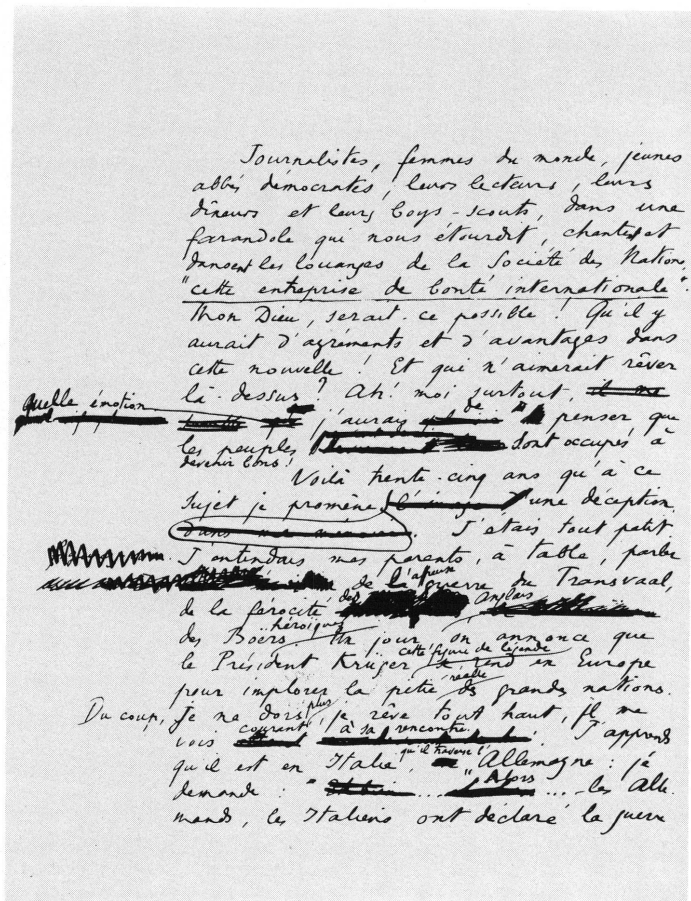 Journalistes, femmes du monde, jeunes
abbés démocrates, leurs lecteurs, leurs
dîneurs et leurs boys-scouts, dans une
farandole qui nous étourdit, chantent et
dansent les louanges de la Société des Nations,
"cette entreprise de bonté internationale".
Mon Dieu, serait-ce possible ! Qu'il y
aurait d'agréments et d'avantages dans
cette nouvelle ! Et que n'aimerait rêver
là-dessus ? Ah ! moi surtout,
quelle émotion
j'aurais de penser que
les peuples sont occupés à
devenir bons !
Voilà trente-cinq ans qu'à ce
sujet je promène une déception
. J'étais tout petit.
J'entendais mes parents, à table, parler
de l'affreuse guerre du Transvaal,
de la férocité des anglais
héroïques
des Boërs. Un jour on annonce que
cette figure de légende
le Président Krüger se rend en Europe
pour implorer la pitié des grandes nations.
Du coup, je ne dors plus, je rêve tout haut, je me
vois courant à sa rencontre. J'apprends
qu'il est en Italie, qu'il traverse l'Allemagne : je
demande : "Alors ... les Alle-
mands, les Italiens ont déclaré la guerre